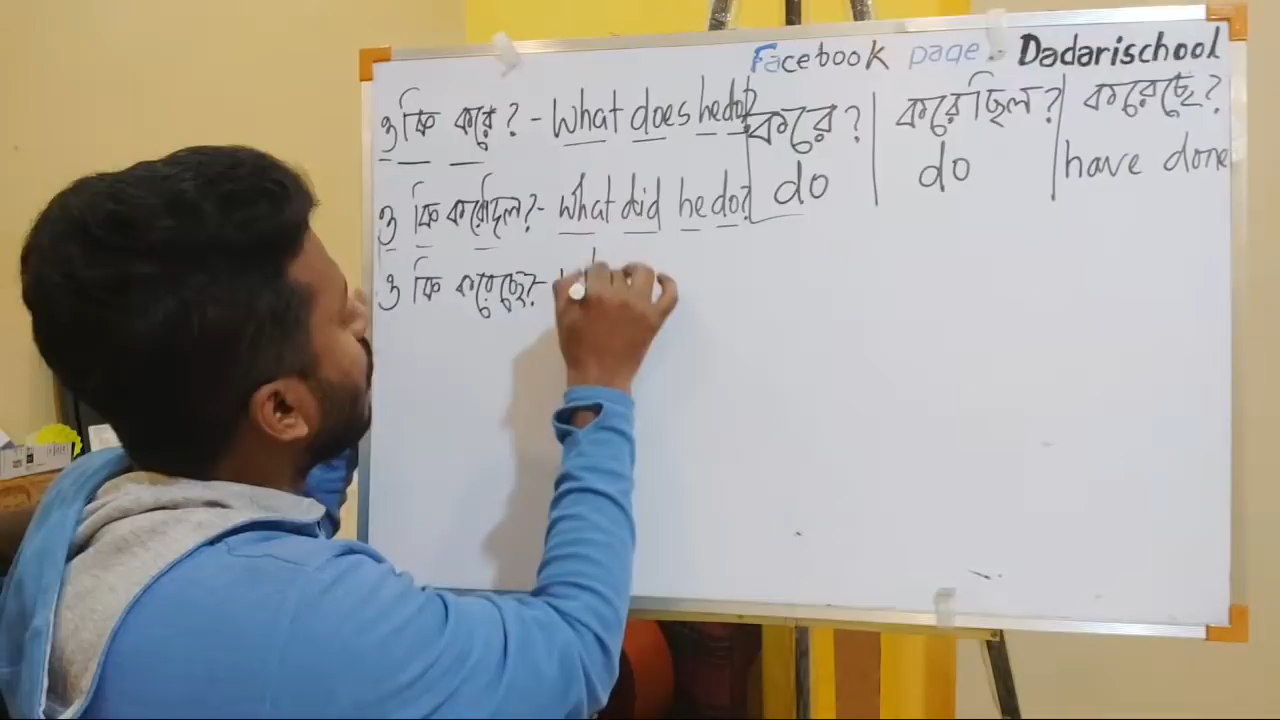 Facebook page :- Dadarischool
ও কি করে ? - What does he do?
করে ? করেছিল ? করেছে ?
do do have done
ও কি করেছিল ?- What did he do?
ও কি করেছে?-